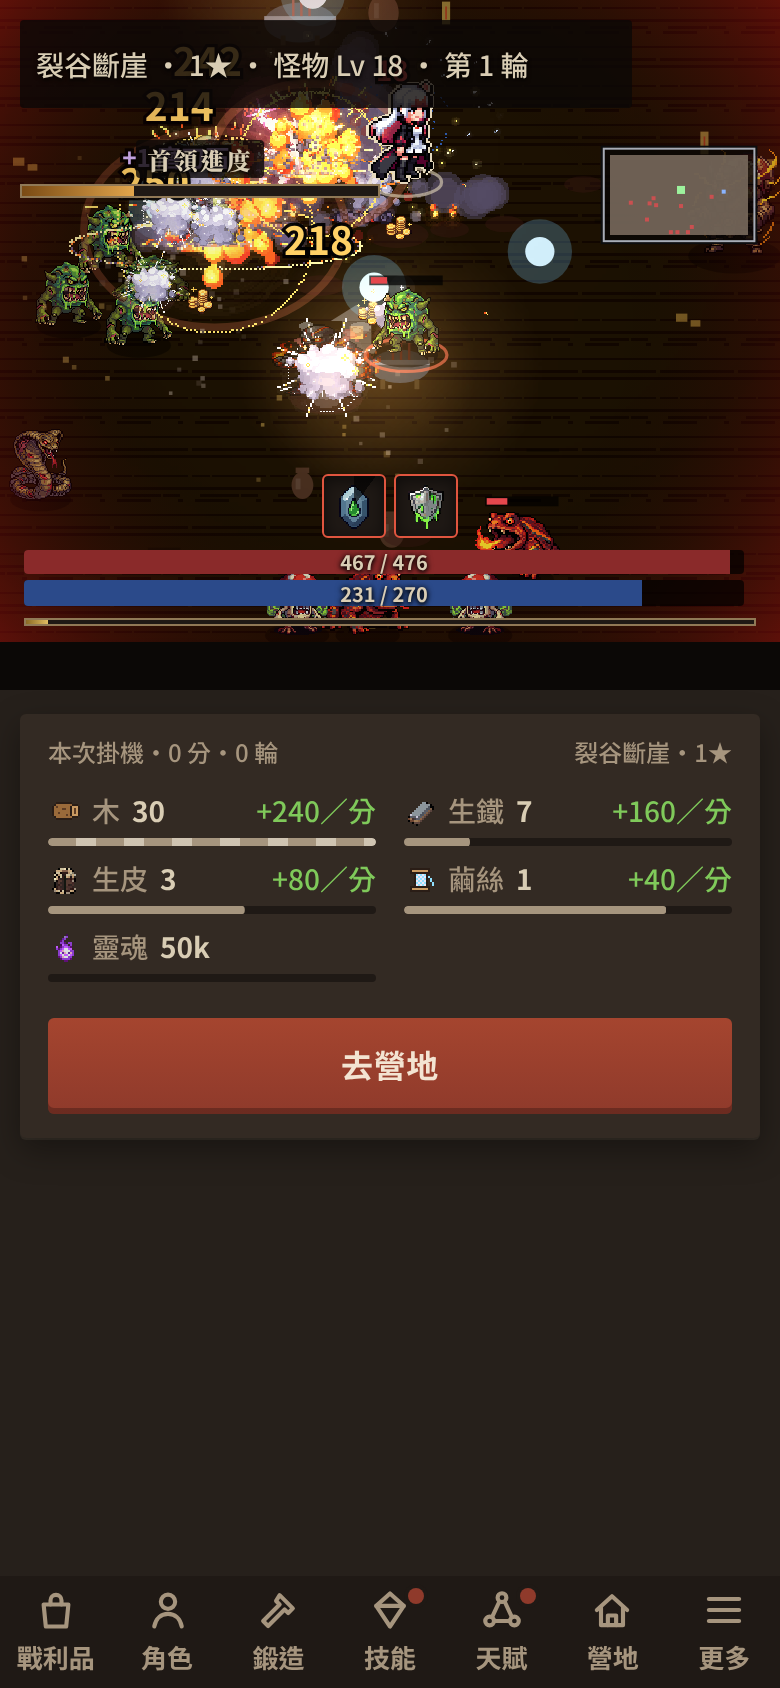 裂谷斷崖 · 1★ · 怪物 Lv 18 · 第 1 輪
242
214
首領進度
218
467 / 476
231 / 270
本次掛機・0 分・0 輪
裂谷斷崖・1★
木 30 +240／分
生鐵 7 +160／分
生皮 3 +80／分
繭絲 1 +40／分
靈魂 50k
去營地
戰利品 角色 鍛造 技能 天賦 營地 更多